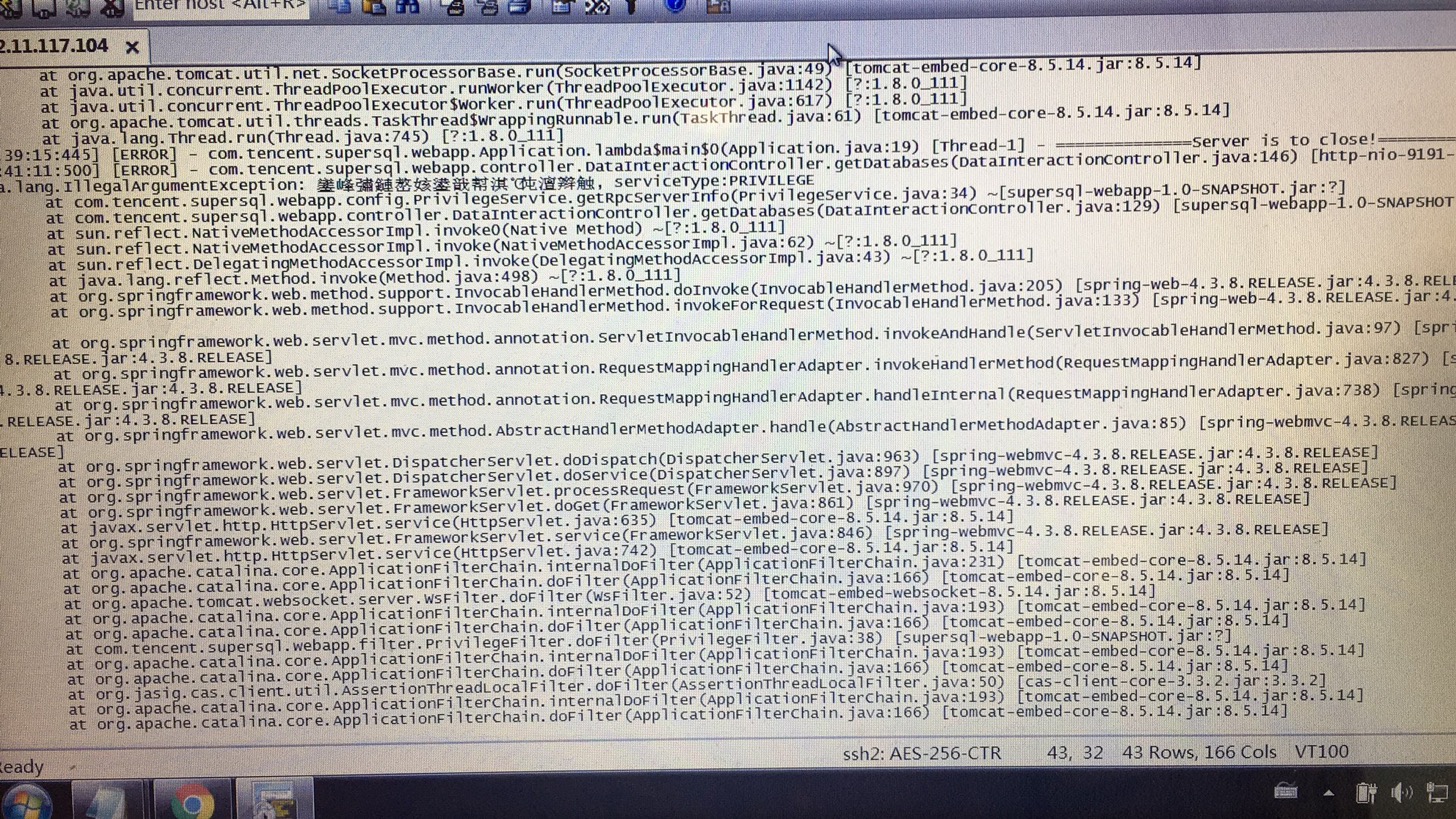 Enter host <Alt+R>
2.11.117.104
at org.apache.tomcat.util.net.SocketProcessorBase.run(SocketProcessorBase.java:49) [tomcat-embed-core-8.5.14.jar:8.5.14]
at java.util.concurrent.ThreadPoolExecutor.runWorker(ThreadPoolExecutor.java:1142) [?:1.8.0_111]
at java.util.concurrent.ThreadPoolExecutor$Worker.run(ThreadPoolExecutor.java:617) [?:1.8.0_111]
at org.apache.tomcat.util.threads.TaskThread$WrappingRunnable.run(TaskThread.java:61) [tomcat-embed-core-8.5.14.jar:8.5.14]
at java.lang.Thread.run(Thread.java:745) [?:1.8.0_111]
39:15:445] [ERROR] - com.tencent.supersql.webapp.Application.lambda$main$0(Application.java:19) [Thread-1] - ===============Server is to close!=========
41:11:500] [ERROR] - com.tencent.supersql.webapp.controller.DataInteractionController.getDatabases(DataInteractionController.java:146) [http-nio-9191-
a.lang.IllegalArgumentException: serviceType:PRIVILEGE
at com.tencent.supersql.webapp.config.PrivilegeService.getRpcServerInfo(PrivilegeService.java:34) ~[supersql-webapp-1.0-SNAPSHOT.jar:?]
at com.tencent.supersql.webapp.controller.DataInteractionController.getDatabases(DataInteractionController.java:129) [supersql-webapp-1.0-SNAPSHOT
at sun.reflect.NativeMethodAccessorImpl.invoke0(Native Method) ~[?:1.8.0_111]
at sun.reflect.NativeMethodAccessorImpl.invoke(NativeMethodAccessorImpl.java:62) ~[?:1.8.0_111]
at sun.reflect.DelegatingMethodAccessorImpl.invoke(DelegatingMethodAccessorImpl.java:43) ~[?:1.8.0_111]
at java.lang.reflect.Method.invoke(Method.java:498) ~[?:1.8.0_111]
at org.springframework.web.method.support.InvocableHandlerMethod.doInvoke(InvocableHandlerMethod.java:205) [spring-web-4.3.8.RELEASE.jar:4.3.8.REL
at org.springframework.web.method.support.InvocableHandlerMethod.invokeForRequest(InvocableHandlerMethod.java:133) [spring-web-4.3.8.RELEASE.jar:4.
at org.springframework.web.servlet.mvc.method.annotation.ServletInvocableHandlerMethod.invokeAndHandle(ServletInvocableHandlerMethod.java:97) [spri
8.RELEASE.jar:4.3.8.RELEASE]
at org.springframework.web.servlet.mvc.method.annotation.RequestMappingHandlerAdapter.invokeHandlerMethod(RequestMappingHandlerAdapter.java:827) [s
4.3.8.RELEASE.jar:4.3.8.RELEASE]
at org.springframework.web.servlet.mvc.method.annotation.RequestMappingHandlerAdapter.handleInternal(RequestMappingHandlerAdapter.java:738) [spring
.RELEASE.jar:4.3.8.RELEASE]
at org.springframework.web.servlet.mvc.method.AbstractHandlerMethodAdapter.handle(AbstractHandlerMethodAdapter.java:85) [spring-webmvc-4.3.8.RELEAS
ELEASE]
at org.springframework.web.servlet.DispatcherServlet.doDispatch(DispatcherServlet.java:963) [spring-webmvc-4.3.8.RELEASE.jar:4.3.8.RELEASE]
at org.springframework.web.servlet.DispatcherServlet.doService(DispatcherServlet.java:897) [spring-webmvc-4.3.8.RELEASE.jar:4.3.8.RELEASE]
at org.springframework.web.servlet.FrameworkServlet.processRequest(FrameworkServlet.java:970) [spring-webmvc-4.3.8.RELEASE.jar:4.3.8.RELEASE]
at org.springframework.web.servlet.FrameworkServlet.doGet(FrameworkServlet.java:861) [spring-webmvc-4.3.8.RELEASE.jar:4.3.8.RELEASE]
at javax.servlet.http.HttpServlet.service(HttpServlet.java:635) [tomcat-embed-core-8.5.14.jar:8.5.14]
at org.springframework.web.servlet.FrameworkServlet.service(FrameworkServlet.java:846) [spring-webmvc-4.3.8.RELEASE.jar:4.3.8.RELEASE]
at javax.servlet.http.HttpServlet.service(HttpServlet.java:742) [tomcat-embed-core-8.5.14.jar:8.5.14]
at org.apache.catalina.core.ApplicationFilterChain.internalDoFilter(ApplicationFilterChain.java:231) [tomcat-embed-core-8.5.14.jar:8.5.14]
at org.apache.catalina.core.ApplicationFilterChain.doFilter(ApplicationFilterChain.java:166) [tomcat-embed-core-8.5.14.jar:8.5.14]
at org.apache.tomcat.websocket.server.WsFilter.doFilter(WsFilter.java:52) [tomcat-embed-websocket-8.5.14.jar:8.5.14]
at org.apache.catalina.core.ApplicationFilterChain.internalDoFilter(ApplicationFilterChain.java:193) [tomcat-embed-core-8.5.14.jar:8.5.14]
at org.apache.catalina.core.ApplicationFilterChain.doFilter(ApplicationFilterChain.java:166) [tomcat-embed-core-8.5.14.jar:8.5.14]
at com.tencent.supersql.webapp.filter.PrivilegeFilter.doFilter(PrivilegeFilter.java:38) [supersql-webapp-1.0-SNAPSHOT.jar:?]
at org.apache.catalina.core.ApplicationFilterChain.internalDoFilter(ApplicationFilterChain.java:193) [tomcat-embed-core-8.5.14.jar:8.5.14]
at org.apache.catalina.core.ApplicationFilterChain.doFilter(ApplicationFilterChain.java:166) [tomcat-embed-core-8.5.14.jar:8.5.14]
at org.jasig.cas.client.util.AssertionThreadLocalFilter.doFilter(AssertionThreadLocalFilter.java:50) [cas-client-core-3.3.2.jar:3.3.2]
at org.apache.catalina.core.ApplicationFilterChain.internalDoFilter(ApplicationFilterChain.java:193) [tomcat-embed-core-8.5.14.jar:8.5.14]
at org.apache.catalina.core.ApplicationFilterChain.doFilter(ApplicationFilterChain.java:166) [tomcat-embed-core-8.5.14.jar:8.5.14]
eady ssh2: AES-256-CTR 43, 32 43 Rows, 166 Cols VT100